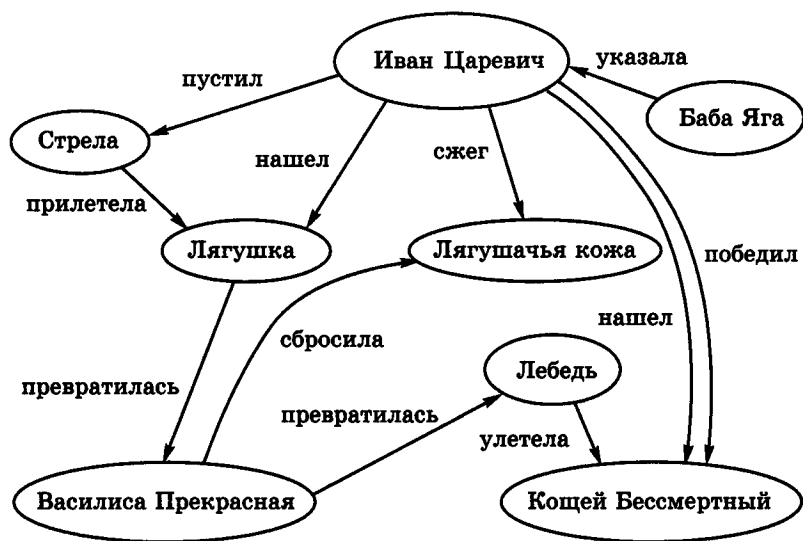 Иван Царевич
указала
пустил
Баба Яга
Стрела
нашел
сжег
прилетела
Лягушка
Лягушачья кожа
победил
нашел
сбросила
Лебедь
превратилась
превратилась
улетела
Василиса Прекрасная
Кощей Бессмертный